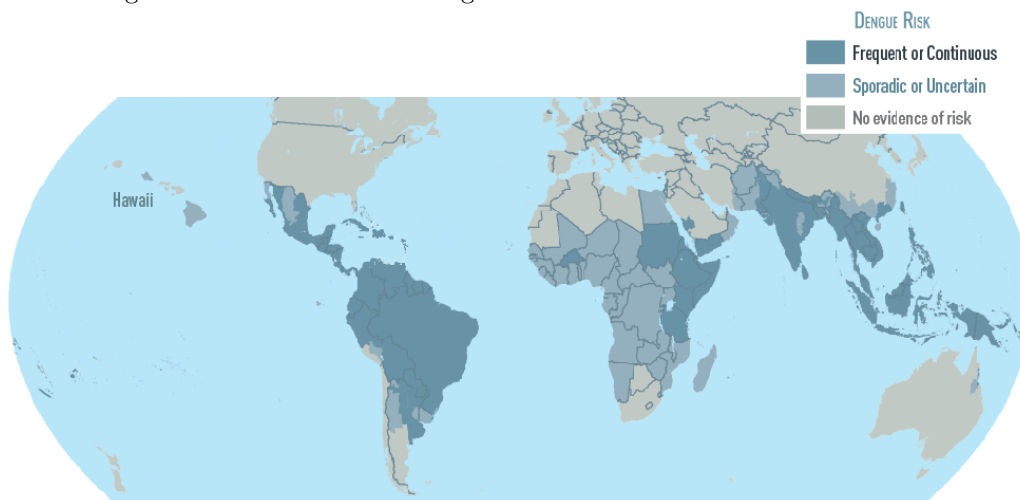 DENGUE RISK
Frequent or Continuous
Sporadic or Uncertain
No evidence of risk
Hawaii